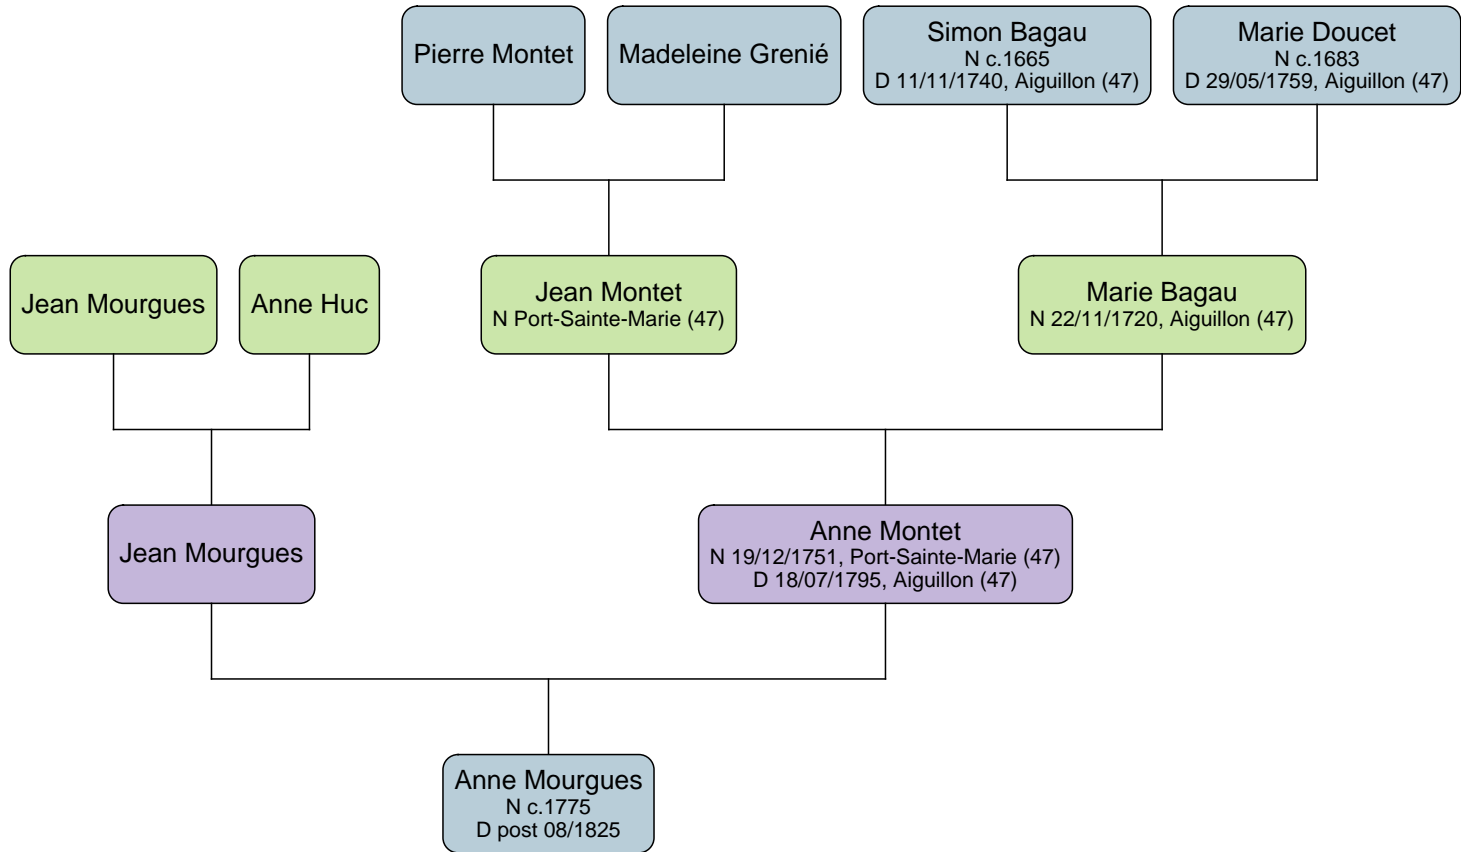 Pierre Montet
Madeleine Grenié
Simon Bagau
N c.1665
D 11/11/1740, Aiguillon (47)
Marie Doucet
N c.1683
D 29/05/1759, Aiguillon (47)
Jean Mourgues
Anne Huc
Jean Montet
N Port-Sainte-Marie (47)
Marie Bagau
N 22/11/1720, Aiguillon (47)
Jean Mourgues
Anne Montet
N 19/12/1751, Port-Sainte-Marie (47)
D 18/07/1795, Aiguillon (47)
Anne Mourgues
N c.1775
D post 08/1825